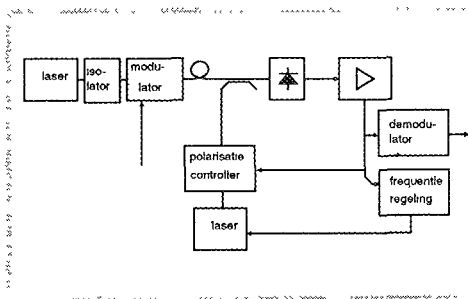 laser
iso-
lator
modu-
lator
demodu-
lator
polarisatie
controller
frequentie
regeling
laser